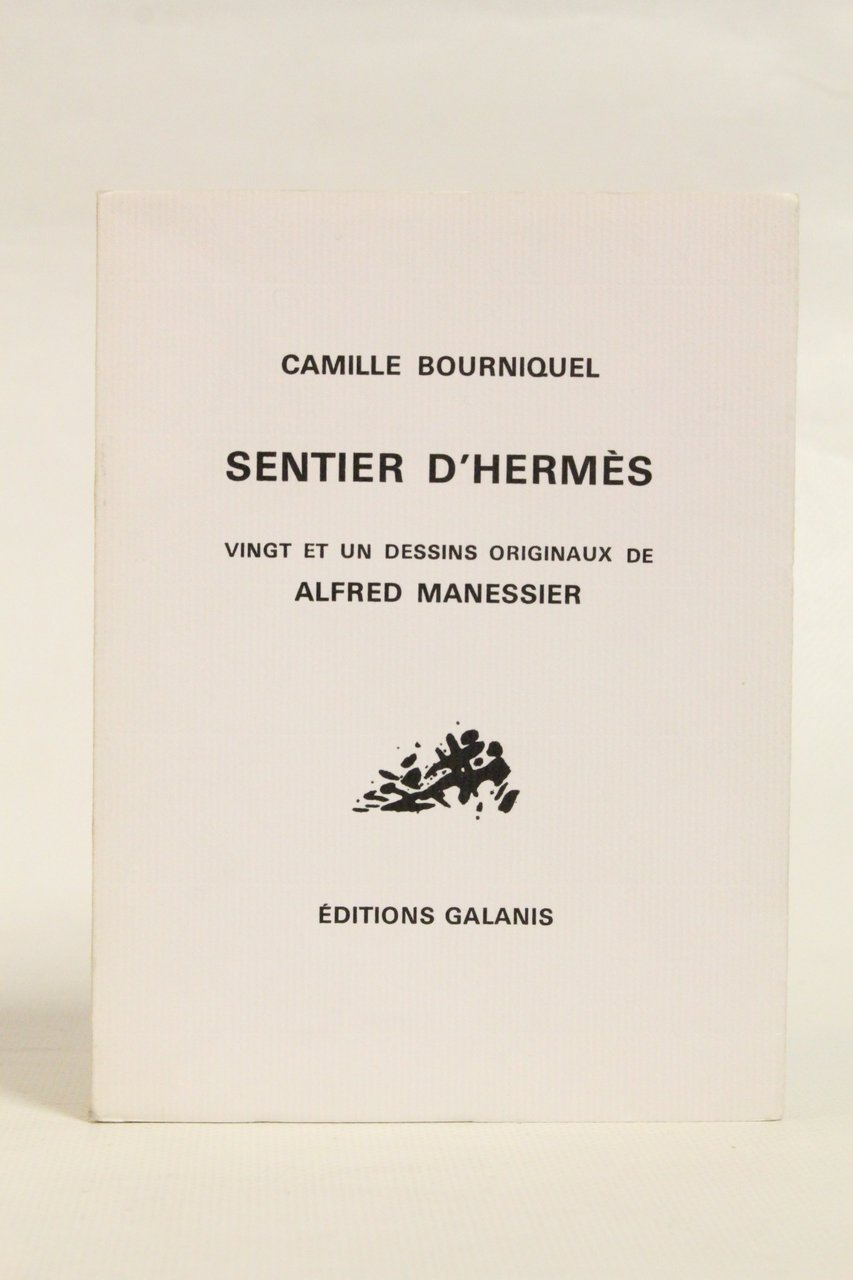 CAMILLE BOURNIQUEL
SENTIER D'HERMÈS
VINGT ET UN DESSINS ORIGINAUX DE
ALFRED MANESSIER
ÉDITIONS GALANIS